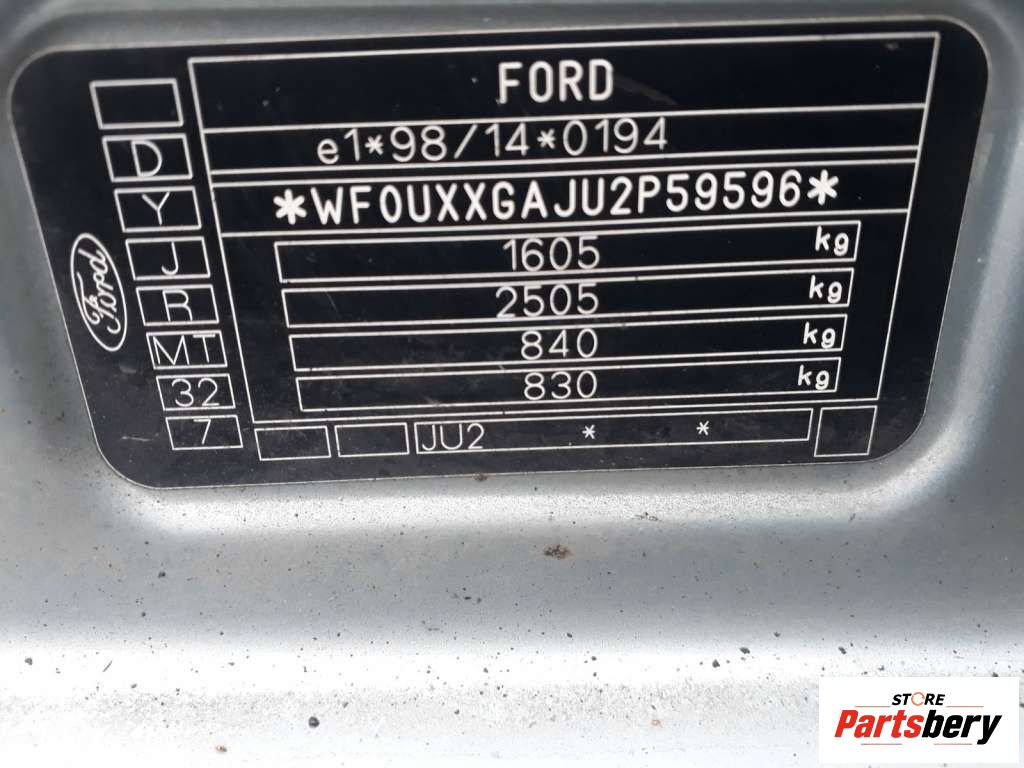 FORD
e1*98/14*0194
*WF0UXXGAJU2P59596*
1605 kg
2505 kg
840 kg
830 kg
D
Y
J
R
MT
32
7
JU2 * *
Ford
STORE
Partsbery